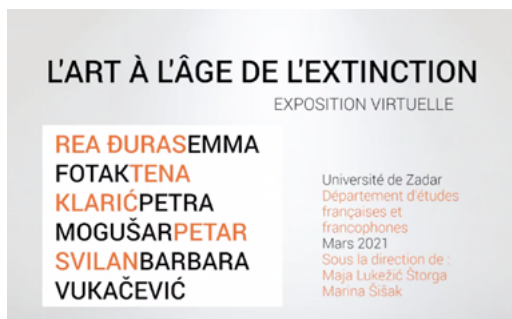 L'ART À L'ÂGE DE L'EXTINCTION
EXPOSITION VIRTUELLE
REA ĐURASEMMA
FOTAKTENA
KLARIĆPETRA
MOGUŠARPETAR
SVILANBARBARA
VUKAČEVIĆ
Université de Zadar
Département d'études
françaises et
francophones
Mars 2021
Sous la direction de :
Maja Lukežić Štorga
Marina Šišak